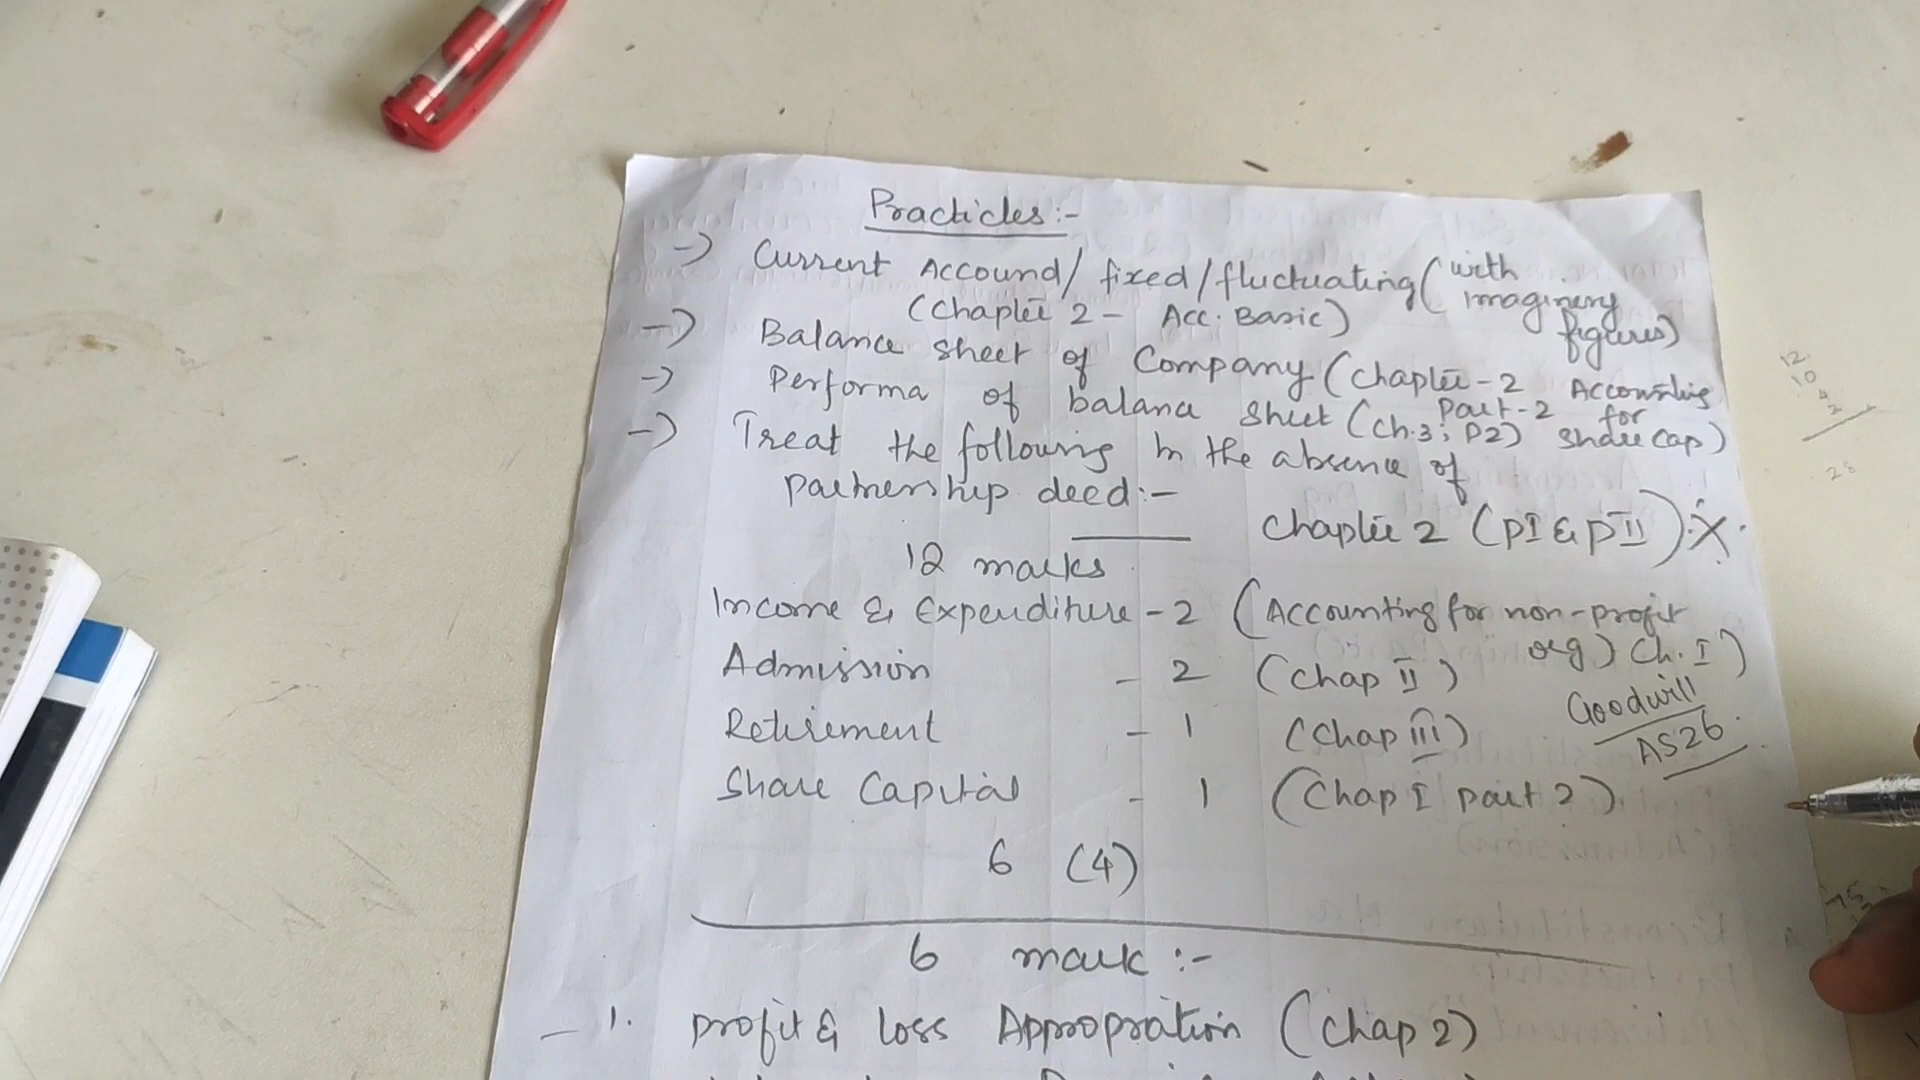 Practicles :-
-> Current Accound / fixed / fluctuating ( with imaginery figures)
(Chapter 2 - Acc. Basic)
-> Balance sheet of Company (Chapter - 2 Accounting Part - 2 for share cap)
-> Performa of balance sheet (Ch.3; P2)
-> Treat the following in the absence of
partnership deed :-
Chapter 2 (PI & PII)
12 marks
Income & Expenditure - 2 (Accounting for non-profit org) Ch. I)
Admission - 2 (Chap II)
Goodwill
AS26
Retirement - 1 (Chap III)
Share Capital - 1 (Chap I part 2)
6 (4)
6 mark :-
1. profit & loss Appropration (Chap 2)